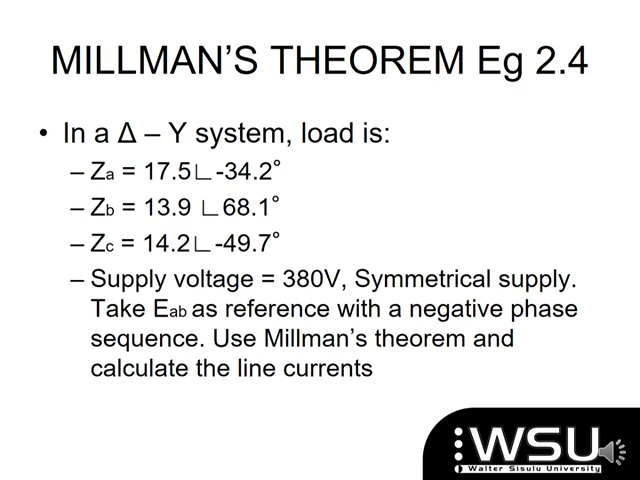 MILLMAN'S THEOREM Eg 2.4
• In a Δ – Y system, load is:
– Za = 17.5∟-34.2°
– Zb = 13.9 ∟68.1°
– Zc = 14.2∟-49.7°
– Supply voltage = 380V, Symmetrical supply.
Take Eab as reference with a negative phase
sequence. Use Millman's theorem and
calculate the line currents
WSU
Walter Sisulu University